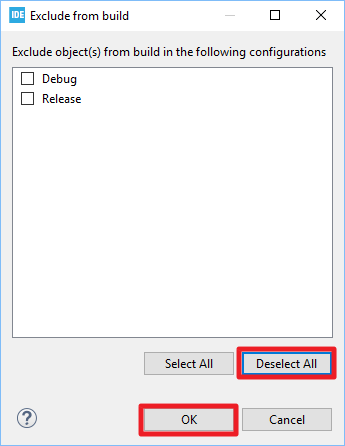 IDE Exclude from build
Exclude object(s) from build in the following configurations
Debug
Release
Select All Deselect All
? OK Cancel